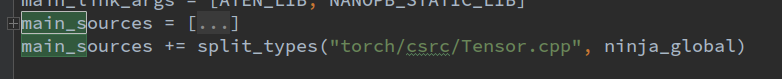 main_link_args = [ATEN_LIB, NANOPB_STATIC_LIB]
main_sources = [...]
main_sources += split_types("torch/csrc/Tensor.cpp", ninja_global)